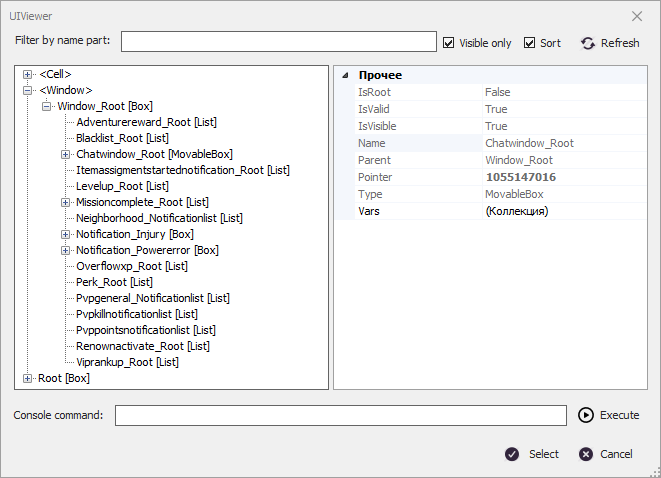 UIViewer
Filter by name part:
Visible only
Sort
Refresh
<Cell>
<Window>
Window_Root [Box]
Adventurereward_Root [List]
Blacklist_Root [List]
Chatwindow_Root [MovableBox]
Itemassigmentstartednotification_Root [List]
Levelup_Root [List]
Missioncomplete_Root [List]
Neighborhood_Notificationlist [List]
Notification_Injury [Box]
Notification_Powererror [Box]
Overflowxp_Root [List]
Perk_Root [List]
Pvpgeneral_Notificationlist [List]
Pvpkillnotificationlist [List]
Pvppointsnotificationlist [List]
Renownactivate_Root [List]
Viprankup_Root [List]
Root [Box]
Прочее
IsRoot False
IsValid True
IsVisible True
Name Chatwindow_Root
Parent Window_Root
Pointer 1055147016
Type MovableBox
Vars (Коллекция)
Console command:
Execute
Select
Cancel